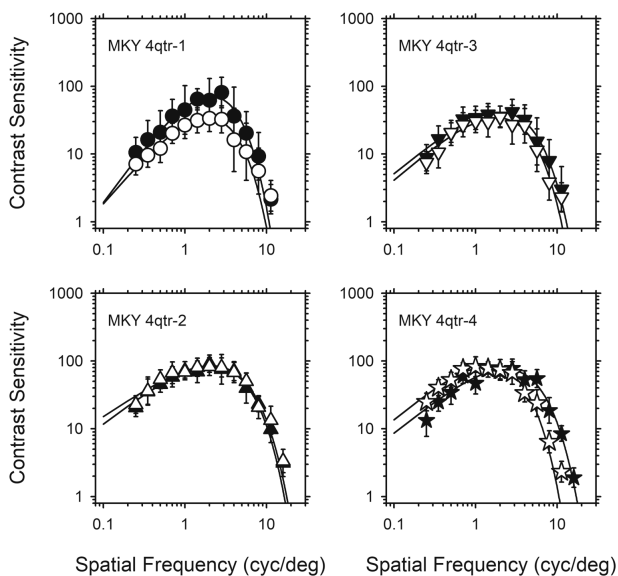 Contrast Sensitivity
1000
100
10
1
MKY 4qtr-1
0.1 1 10
1000
100
10
1
MKY 4qtr-3
0.1 1 10
Contrast Sensitivity
1000
100
10
1
MKY 4qtr-2
0.1 1 10
Spatial Frequency (cyc/deg)
1000
100
10
1
MKY 4qtr-4
0.1 1 10
Spatial Frequency (cyc/deg)